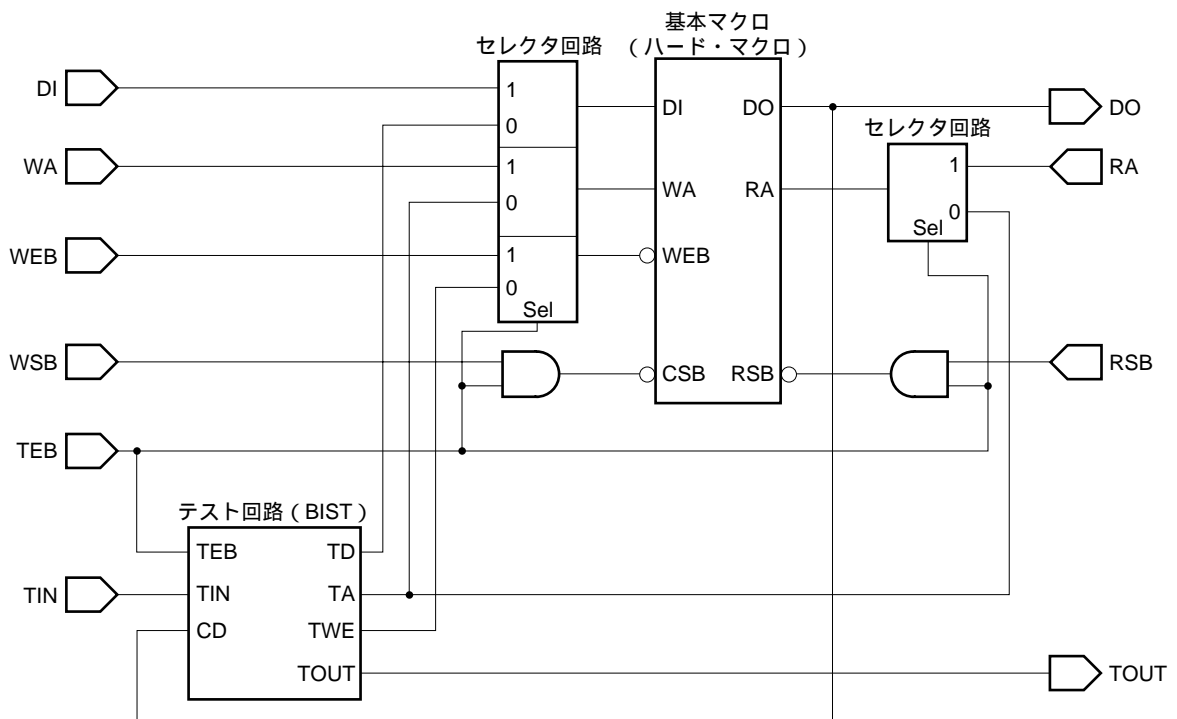 基本マクロ
セレクタ回路
（ハード・マクロ）
DI
1
DI
DO
DO
0
セレクタ回路
WA
1
1
RA
WA
RA
0
0
Sel
WEB
1
WEB
0
Sel
WSB
CSB
RSB
RSB
TEB
テスト回路（BIST）
TEB
TD
TIN
TIN
TA
CD
TWE
TOUT
TOUT